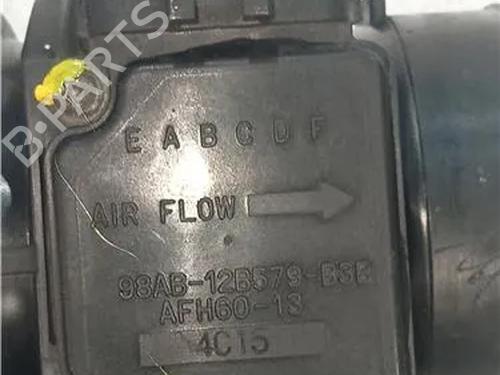 B-PARTS
E A B C D F
AIR FLOW
98AB-12B579-B3B
AFH60-13
4C15